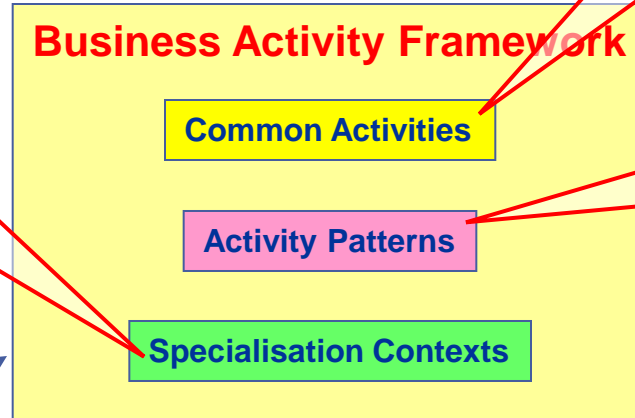 Business Activity Framework
Common Activities
Activity Patterns
Specialisation Contexts